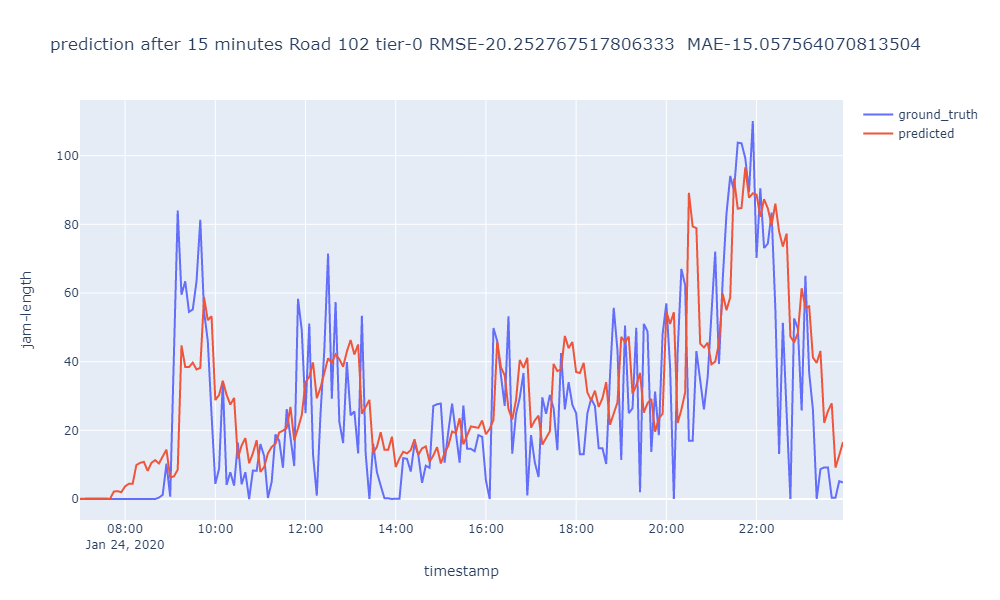 prediction after 15 minutes Road 102 tier-0 RMSE-20.252767517806333  MAE-15.057564070813504
ground_truth
predicted
100
80
60
40
20
0
jam-length
08:00 10:00 12:00 14:00 16:00 18:00 20:00 22:00
Jan 24, 2020
timestamp